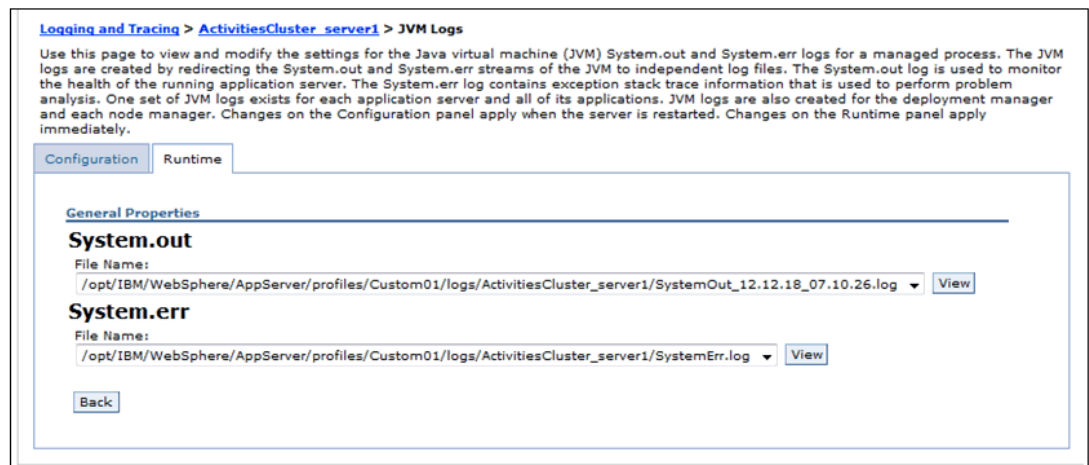 Logging and Tracing > ActivitiesCluster_server1 > JVM Logs
Use this page to view and modify the settings for the Java virtual machine (JVM) System.out and System.err logs for a managed process. The JVM
logs are created by redirecting the System.out and System.err streams of the JVM to independent log files. The System.out log is used to monitor
the health of the running application server. The System.err log contains exception stack trace information that is used to perform problem
analysis. One set of JVM logs exists for each application server and all of its applications. JVM logs are also created for the deployment manager
and each node manager. Changes on the Configuration panel apply when the server is restarted. Changes on the Runtime panel apply
immediately.
Configuration Runtime
General Properties
System.out
File Name:
/opt/IBM/WebSphere/AppServer/profiles/Custom01/logs/ActivitiesCluster_server1/SystemOut_12.12.18_07.10.26.log View
System.err
File Name:
/opt/IBM/WebSphere/AppServer/profiles/Custom01/logs/ActivitiesCluster_server1/SystemErr.log View
Back